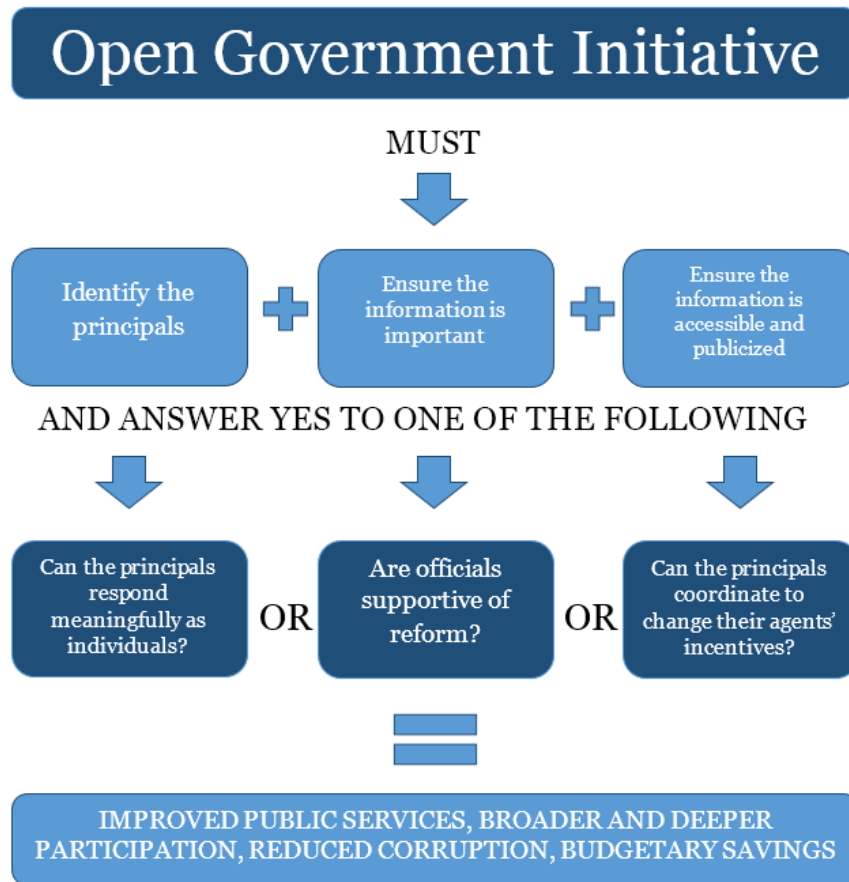 Open Government Initiative
MUST
Identify the
principals
Ensure the
information is
important
Ensure the
information is
accessible and
publicized
AND ANSWER YES TO ONE OF THE FOLLOWING
Can the principals
respond
meaningfully as
individuals?
OR
Are officials
supportive of
reform?
OR
Can the principals
coordinate to
change their agents’
incentives?
IMPROVED PUBLIC SERVICES, BROADER AND DEEPER
PARTICIPATION, REDUCED CORRUPTION, BUDGETARY SAVINGS